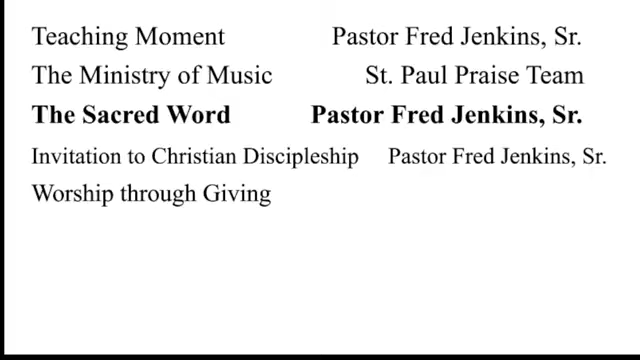 Teaching Moment Pastor Fred Jenkins, Sr.
The Ministry of Music St. Paul Praise Team
The Sacred Word Pastor Fred Jenkins, Sr.
Invitation to Christian Discipleship Pastor Fred Jenkins, Sr.
Worship through Giving